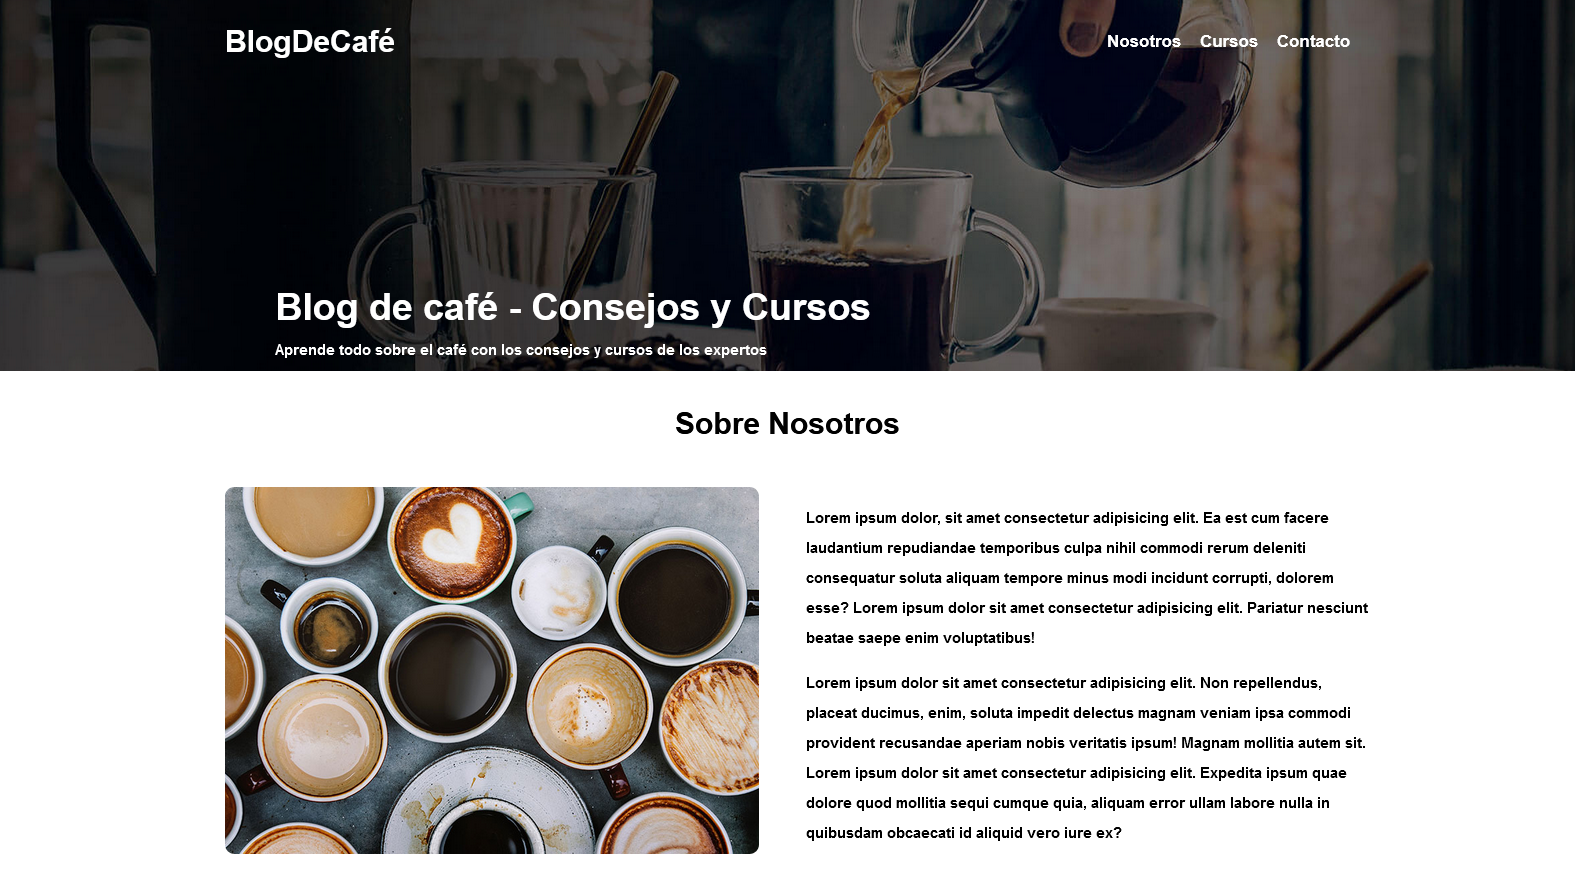 BlogDeCafé
Nosotros Cursos Contacto
Blog de café - Consejos y Cursos
Aprende todo sobre el café con los consejos y cursos de los expertos
Sobre Nosotros
Lorem ipsum dolor, sit amet consectetur adipisicing elit. Ea est cum facere
laudantium repudiandae temporibus culpa nihil commodi rerum deleniti
consequatur soluta aliquam tempore minus modi incidunt corrupti, dolorem
esse? Lorem ipsum dolor sit amet consectetur adipisicing elit. Pariatur nesciunt
beatae saepe enim voluptatibus!
Lorem ipsum dolor sit amet consectetur adipisicing elit. Non repellendus,
placeat ducimus, enim, soluta impedit delectus magnam veniam ipsa commodi
provident recusandae aperiam nobis veritatis ipsum! Magnam mollitia autem sit.
Lorem ipsum dolor sit amet consectetur adipisicing elit. Expedita ipsum quae
dolore quod mollitia sequi cumque quia, aliquam error ullam labore nulla in
quibusdam obcaecati id aliquid vero iure ex?